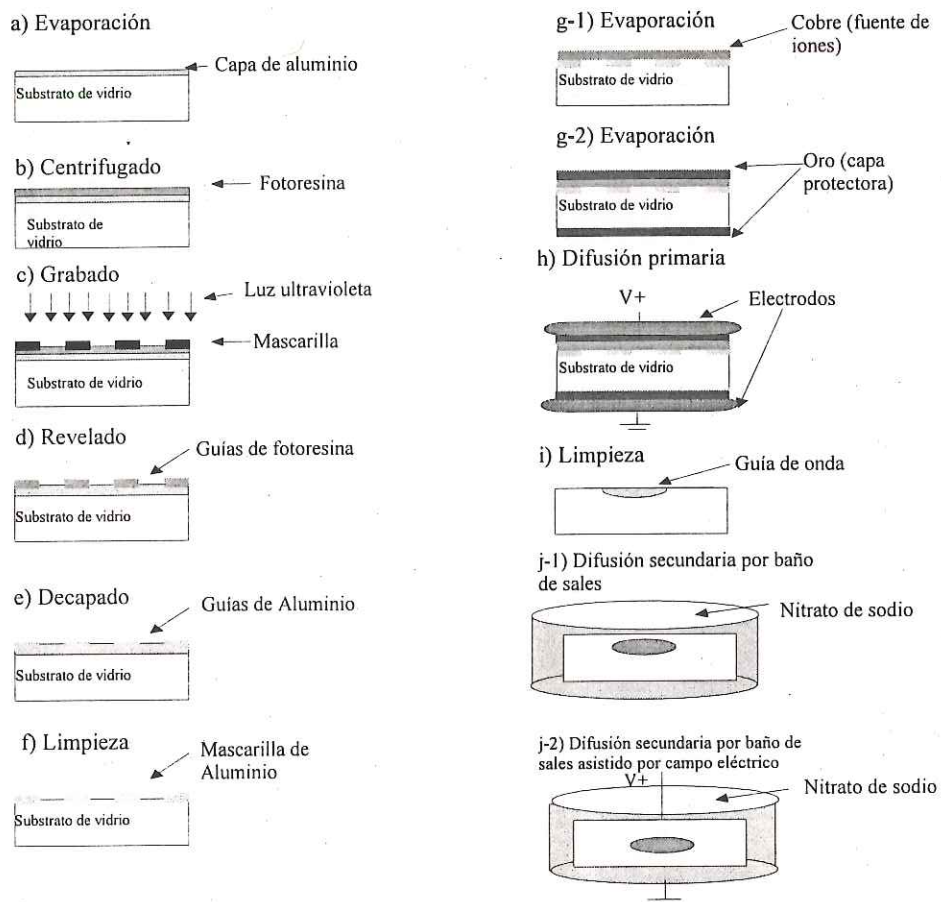 a) Evaporación
Capa de aluminio
Substrato de vidrio
b) Centrifugado
Fotoresina
Substrato de
vidrio
c) Grabado
Luz ultravioleta
Mascarilla
Substrato de vidrio
d) Revelado
Guías de fotoresina
Substrato de vidrio
e) Decapado
Guías de Aluminio
Substrato de vidrio
f) Limpieza
Mascarilla de
Aluminio
Substrato de vidrio
g-1) Evaporación
Cobre (fuente de
iones)
Substrato de vidrio
g-2) Evaporación
Oro (capa
protectora)
Substrato de vidrio
h) Difusión primaria
V+
Electrodos
Substrato de vidrio
i) Limpieza
Guía de onda
j-1) Difusión secundaria por baño
de sales
Nitrato de sodio
j-2) Difusión secundaria por baño de
sales asistido por campo eléctrico
V+
Nitrato de sodio